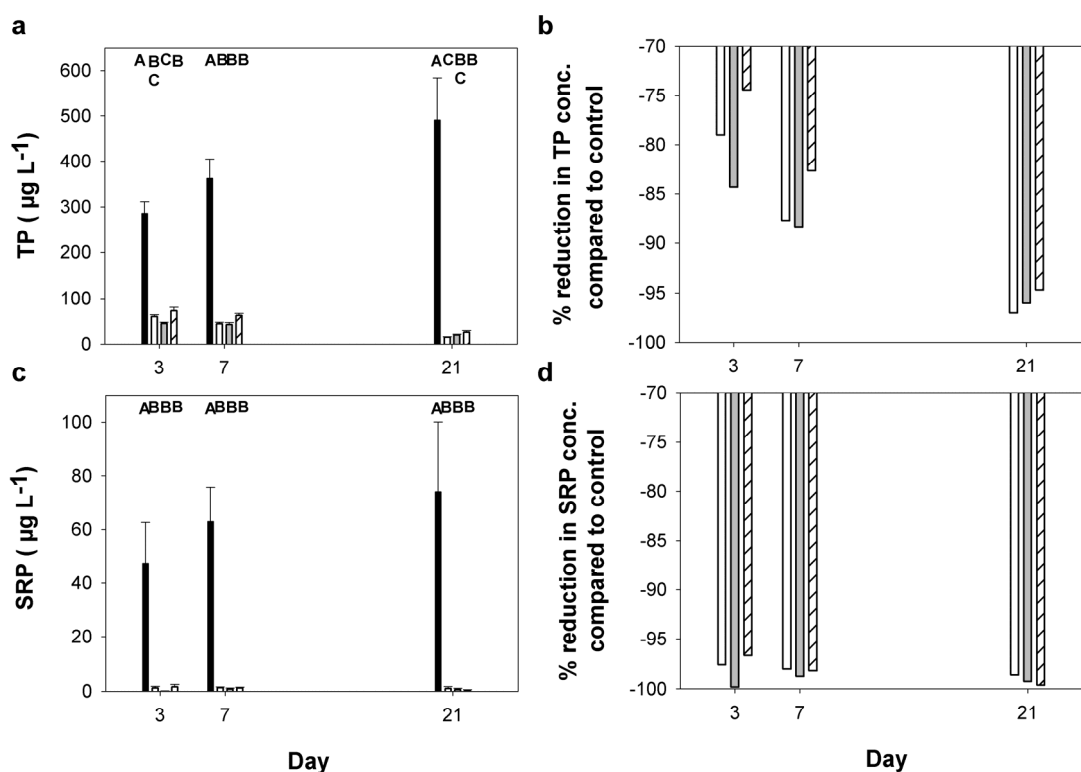 a
A B C B
C
A B B B
A C B B
C
600
500
400
300
200
100
0
TP ( µg L-1)
3 7 21
b
-70
-75
-80
-85
-90
-95
-100
% reduction in TP conc.
compared to control
3 7 21
c
A B B B
A B B B
A B B B
100
80
60
40
20
0
SRP ( µg L-1)
3 7 21
Day
d
-70
-75
-80
-85
-90
-95
-100
% reduction in SRP conc.
compared to control
3 7 21
Day